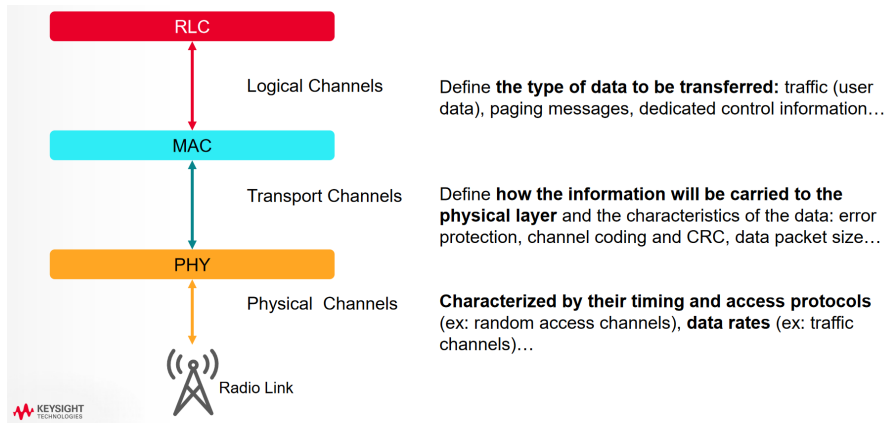 RLC
Logical Channels
Define the type of data to be transferred: traffic (user
data), paging messages, dedicated control information…
MAC
Transport Channels
Define how the information will be carried to the
physical layer and the characteristics of the data: error
protection, channel coding and CRC, data packet size…
PHY
Physical Channels
Characterized by their timing and access protocols
(ex: random access channels), data rates (ex: traffic
channels)…
Radio Link
KEYSIGHT
TECHNOLOGIES